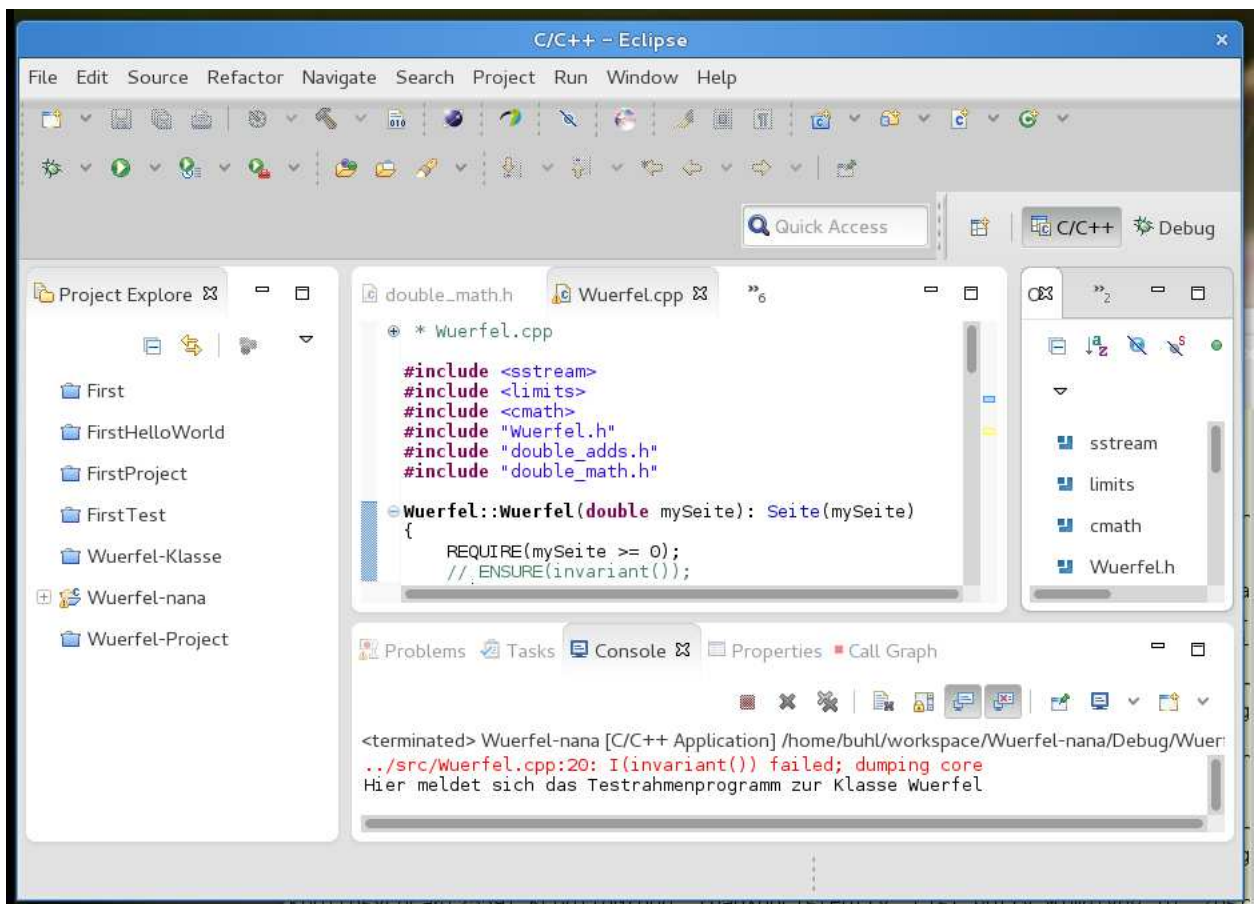 C/C++ - Eclipse
File Edit Source Refactor Navigate Search Project Run Window Help
Quick Access
C/C++
Debug
Project Explore
First
FirstHelloWorld
FirstProject
FirstTest
Wuerfel-Klasse
Wuerfel-nana
Wuerfel-Project
double_math.h
Wuerfel.cpp
»6
* Wuerfel.cpp
#include <sstream>
#include <limits>
#include <cmath>
#include "Wuerfel.h"
#include "double_adds.h"
#include "double_math.h"
Wuerfel::Wuerfel(double mySeite): Seite(mySeite)
{
REQUIRE(mySeite >= 0);
// ENSURE(invariant());
»2
sstream
limits
cmath
Wuerfel.h
Problems Tasks Console Properties Call Graph
<terminated> Wuerfel-nana [C/C++ Application] /home/buhl/workspace/Wuerfel-nana/Debug/Wuer
../src/Wuerfel.cpp:20: I(invariant()) failed; dumping core
Hier meldet sich das Testrahmenprogramm zur Klasse Wuerfel